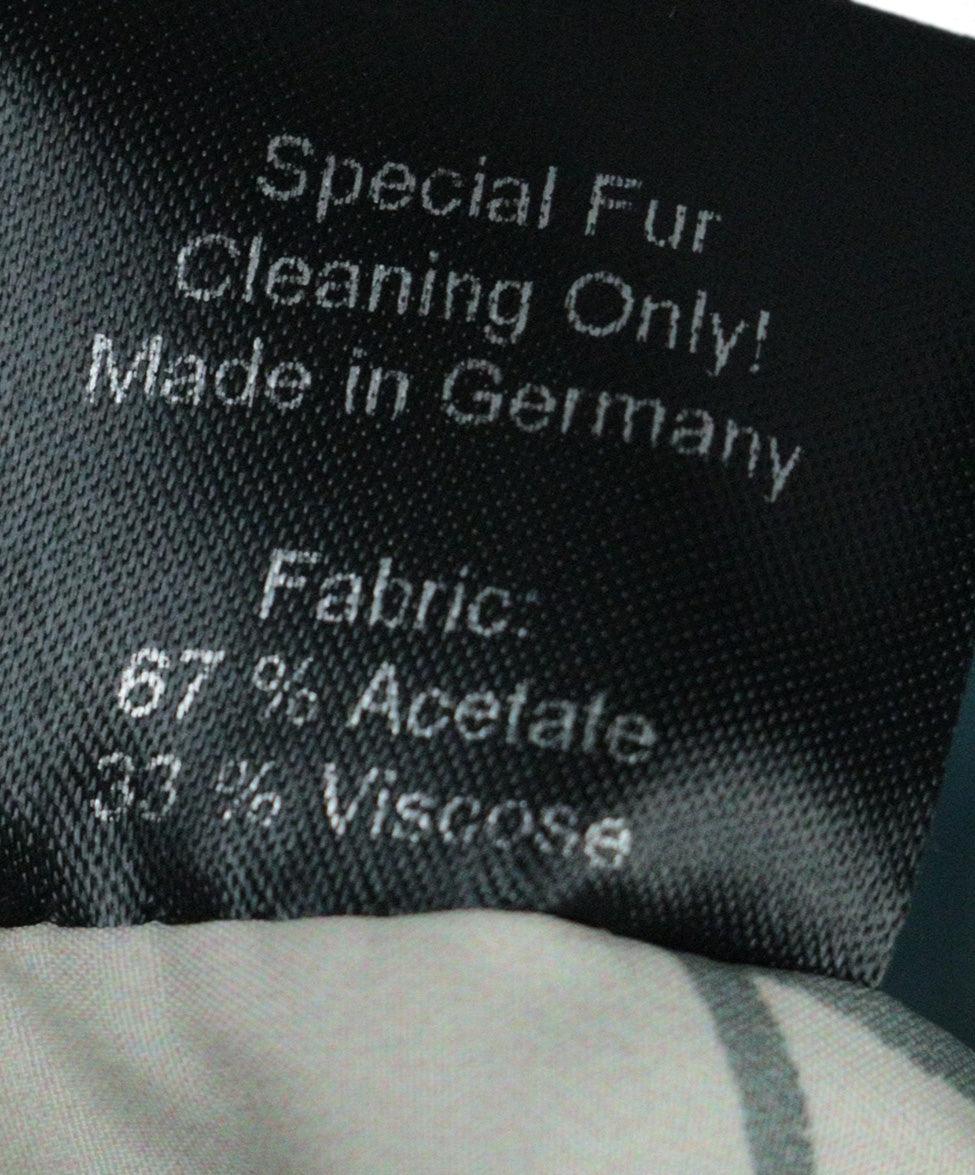 Special Fur
Cleaning Only!
Made in Germany
Fabric:
67 % Acetate
33 % Viscose